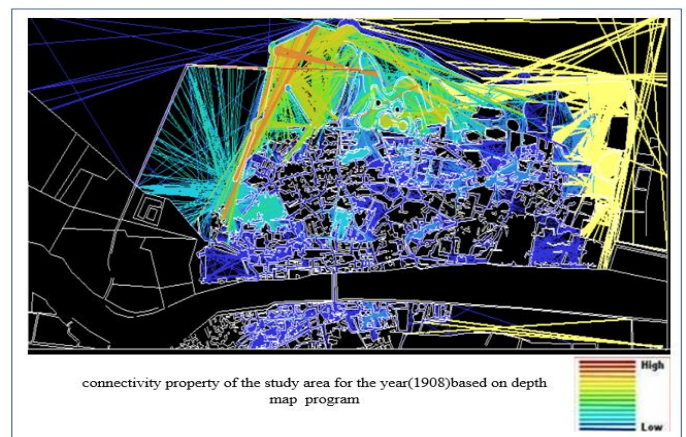 High
Low
connectivity property of the study area for the year(1908)based on depth
map program